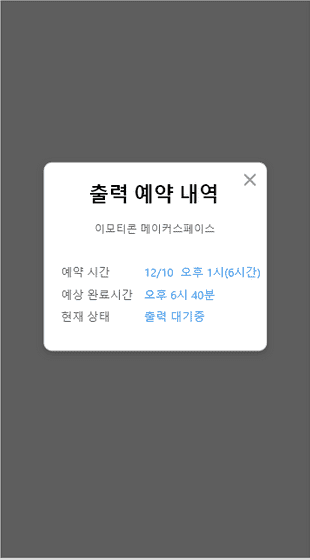 출력 예약 내역
이모티콘 메이커스페이스
예약 시간 12/10 오후 1시(6시간)
예상 완료시간 오후 6시 40분
현재 상태 출력 대기중